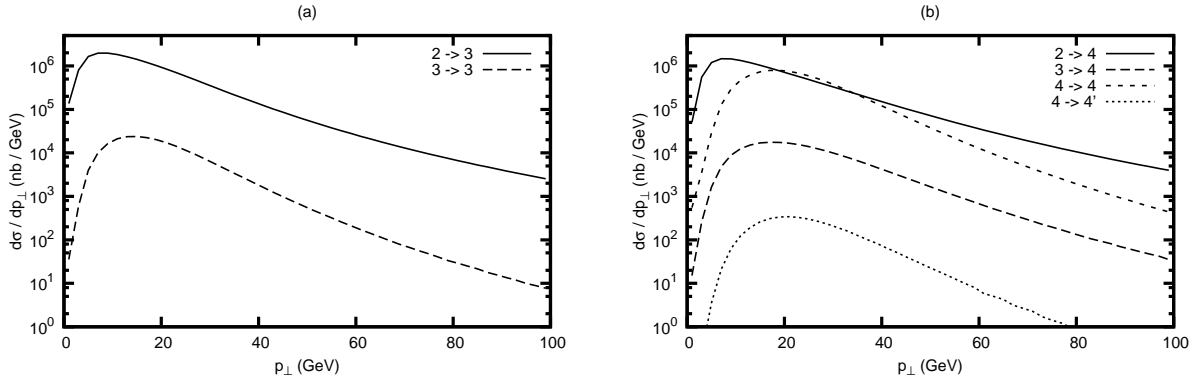 (a)
dσ / dp⊥ (nb / GeV)
10⁶
10⁵
10⁴
10³
10²
10¹
10⁰
2 -> 3
3 -> 3
0 20 40 60 80 100
p⊥ (GeV)
(b)
dσ / dp⊥ (nb / GeV)
10⁶
10⁵
10⁴
10³
10²
10¹
10⁰
2 -> 4
3 -> 4
4 -> 4
4 -> 4'
0 20 40 60 80 100
p⊥ (GeV)